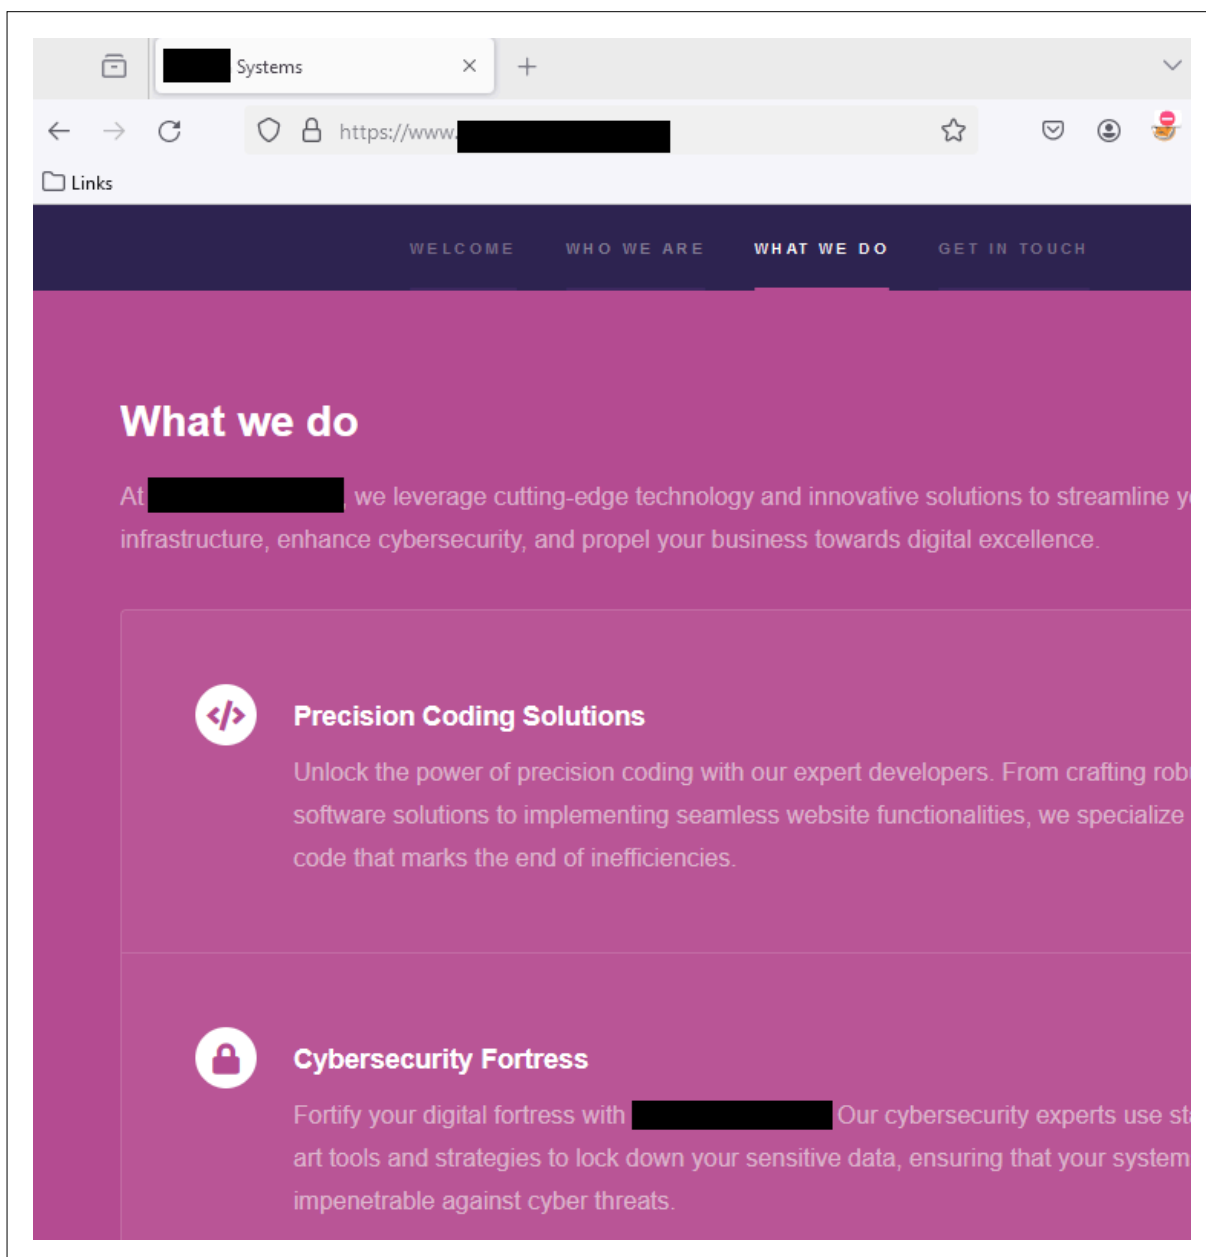 Systems
https://www.
Links
WELCOME WHO WE ARE WHAT WE DO GET IN TOUCH
What we do
At , we leverage cutting-edge technology and innovative solutions to streamline
infrastructure, enhance cybersecurity, and propel your business towards digital excellence.
</> Precision Coding Solutions
Unlock the power of precision coding with our expert developers. From crafting
software solutions to implementing seamless website functionalities, we specialize
code that marks the end of inefficiencies.
Cybersecurity Fortress
Fortify your digital fortress with Our cybersecurity experts use
art tools and strategies to lock down your sensitive data, ensuring that your system
impenetrable against cyber threats.